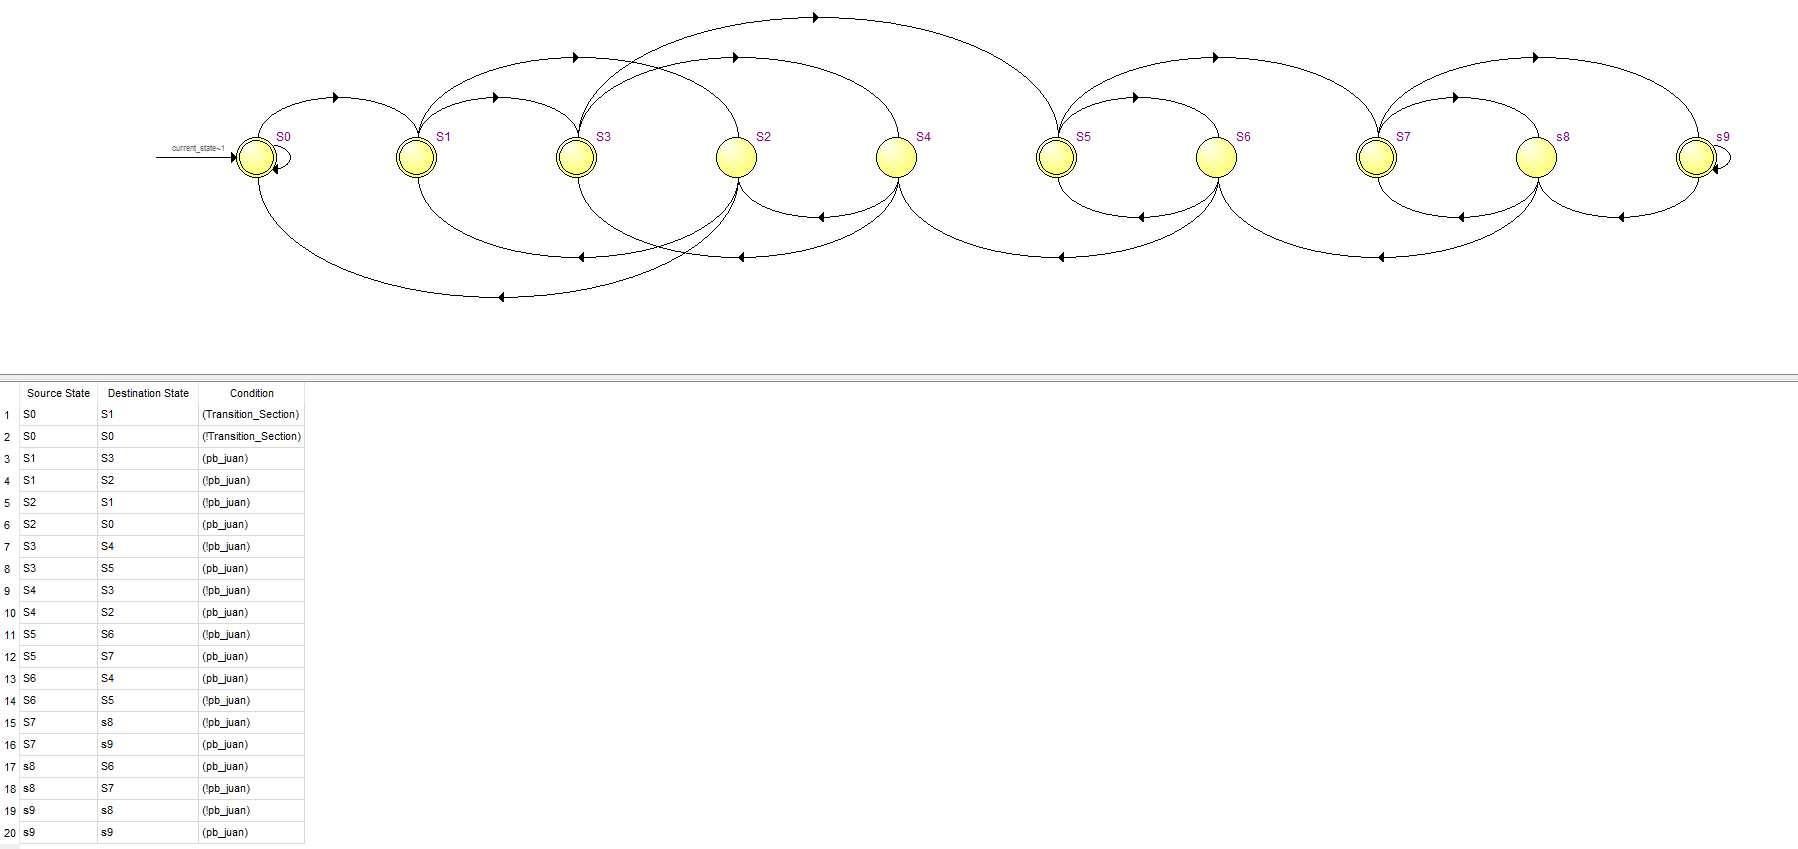 S0 S1 S3 S2 S4 S5 S6 S7 s8 s9
current_state~1
Source State Destination State Condition
1 S0 S1 (Transition_Section)
2 S0 S0 (!Transition_Section)
3 S1 S3 (pb_juan)
4 S1 S2 (!pb_juan)
5 S2 S1 (!pb_juan)
6 S2 S0 (pb_juan)
7 S3 S4 (!pb_juan)
8 S3 S5 (pb_juan)
9 S4 S3 (!pb_juan)
10 S4 S2 (pb_juan)
11 S5 S6 (!pb_juan)
12 S5 S7 (pb_juan)
13 S6 S4 (pb_juan)
14 S6 S5 (!pb_juan)
15 S7 s8 (!pb_juan)
16 S7 s9 (pb_juan)
17 s8 S6 (pb_juan)
18 s8 S7 (!pb_juan)
19 s9 s8 (!pb_juan)
20 s9 s9 (pb_juan)